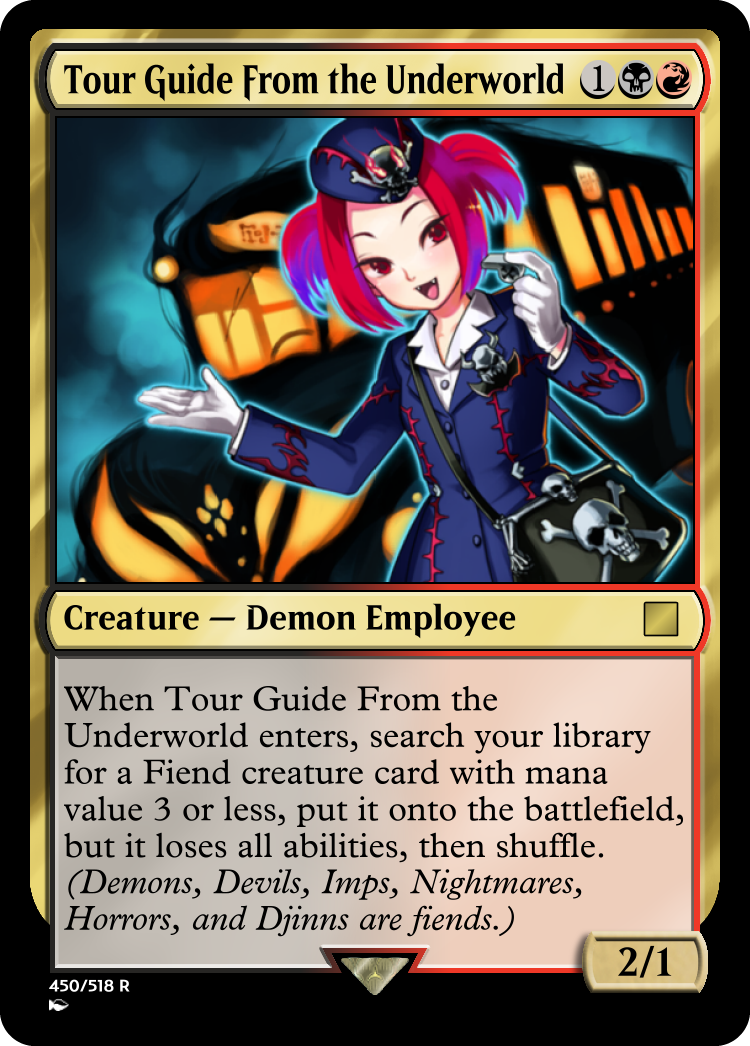 Tour Guide From the Underworld 1
Creature — Demon Employee
When Tour Guide From the
Underworld enters, search your library
for a Fiend creature card with mana
value 3 or less, put it onto the battlefield,
but it loses all abilities, then shuffle.
(Demons, Devils, Imps, Nightmares,
Horrors, and Djinns are fiends.)
2/1
450/518 R